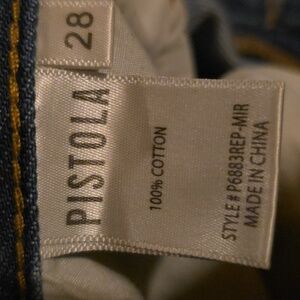 28
PISTOLA
100% COTTON
STYLE # P6883REP-MIR
MADE IN CHINA